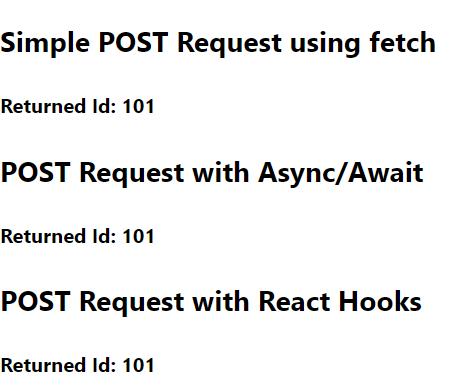 Simple POST Request using fetch
Returned Id: 101
POST Request with Async/Await
Returned Id: 101
POST Request with React Hooks
Returned Id: 101